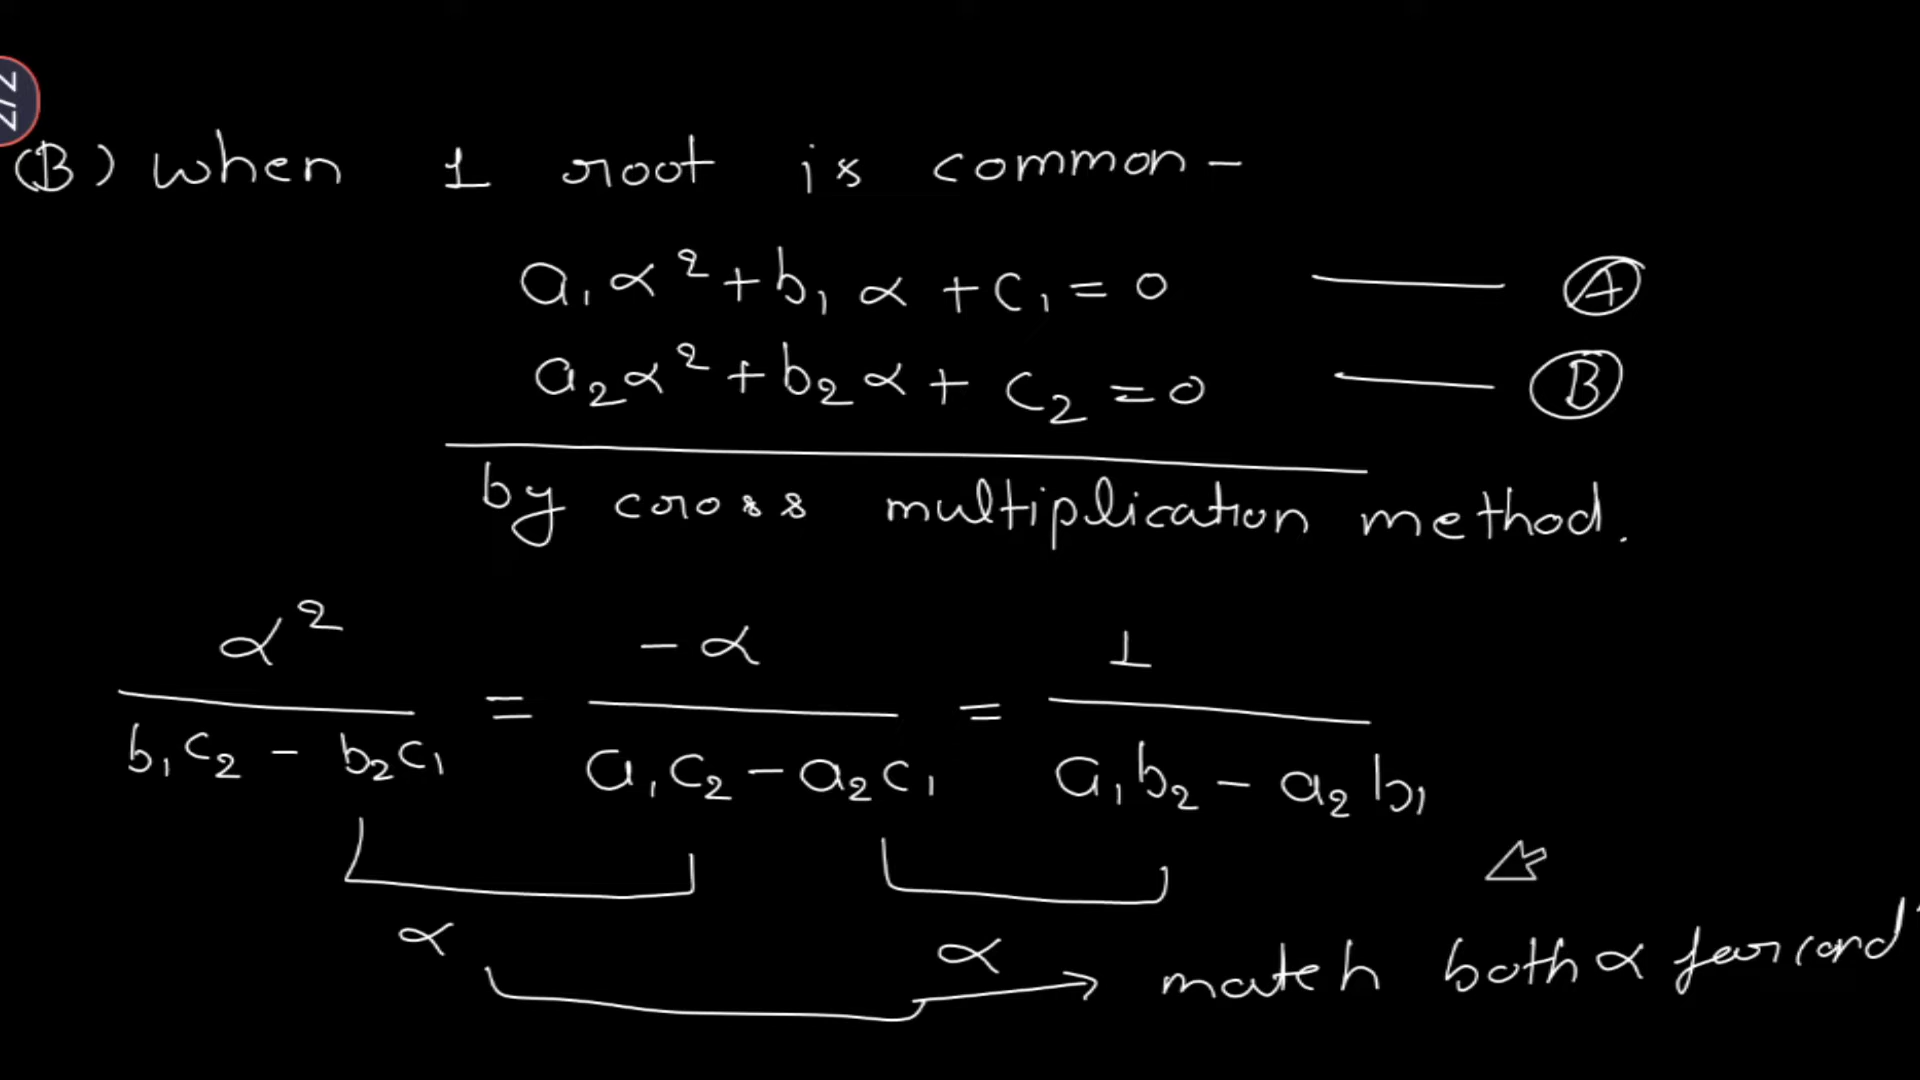 (B) when 1 root is common -
a₁α² + b₁α + c₁ = 0 —— (A)
a₂α² + b₂α + c₂ = 0 —— (B)
by cross multiplication method.
α² / (b₁c₂ - b₂c₁) = -α / (a₁c₂ - a₂c₁) = 1 / (a₁b₂ - a₂b₁)
α α → match both α for cond